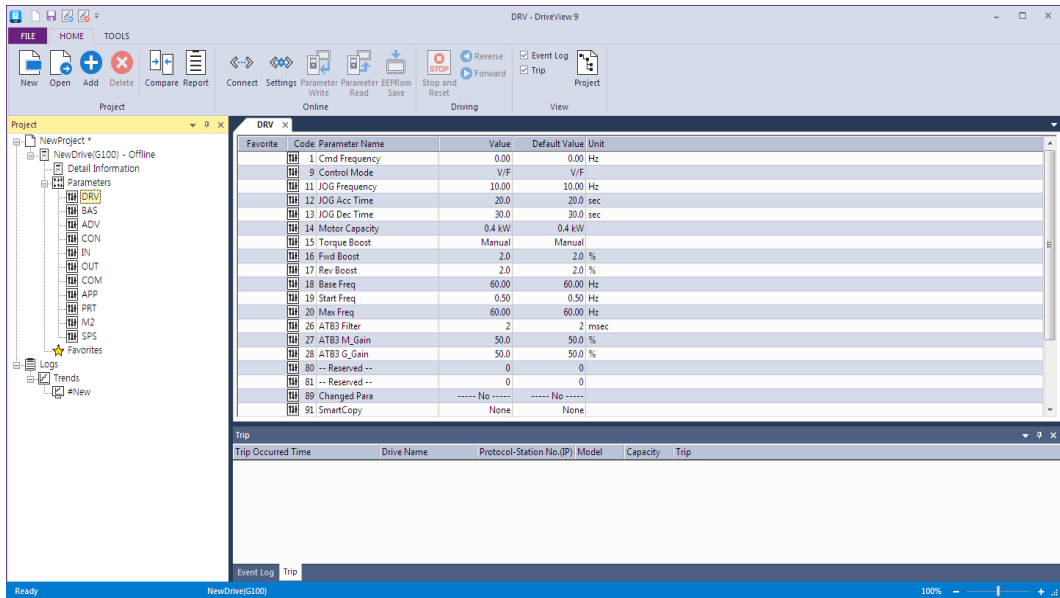 DRV - DriveView 9
FILE HOME TOOLS
New Open Add Delete Compare Report
Project
Connect Settings Parameter Write Parameter Read EEPRom Save
Online
STOP
Stop and Reset
Reverse
Forward
Driving
Event Log
Trip
Project
View
Project
NewProject *
NewDrive(G100) - Offline
Detail Information
Parameters
DRV
BAS
ADV
CON
IN
OUT
COM
APP
PRT
M2
SPS
Favorites
Logs
Trends
#New
DRV
Favorite Code Parameter Name Value Default Value Unit
1 Cmd Frequency 0.00 0.00 Hz
9 Control Mode V/F V/F
11 JOG Frequency 10.00 10.00 Hz
12 JOG Acc Time 20.0 20.0 sec
13 JOG Dec Time 30.0 30.0 sec
14 Motor Capacity 0.4 kW 0.4 kW
15 Torque Boost Manual Manual
16 Fwd Boost 2.0 2.0 %
17 Rev Boost 2.0 2.0 %
18 Base Freq 60.00 60.00 Hz
19 Start Freq 0.50 0.50 Hz
20 Max Freq 60.00 60.00 Hz
26 ATB3 Filter 2 2 msec
27 ATB3 M_Gain 50.0 50.0 %
28 ATB3 G_Gain 50.0 50.0 %
80 -- Reserved -- 0 0
81 -- Reserved -- 0 0
89 Changed Para ----- No ----- ----- No -----
91 SmartCopy None None
Trip
Trip Occurred Time Drive Name Protocol-Station No.(IP) Model Capacity Trip
Event Log Trip
Ready NewDrive(G100) 100%